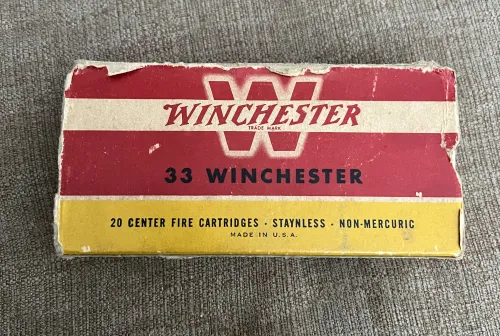 W
WINCHESTER
TRADE MARK
33 WINCHESTER
20 CENTER FIRE CARTRIDGES · STAYNLESS · NON-MERCURIC
MADE IN U.S.A.